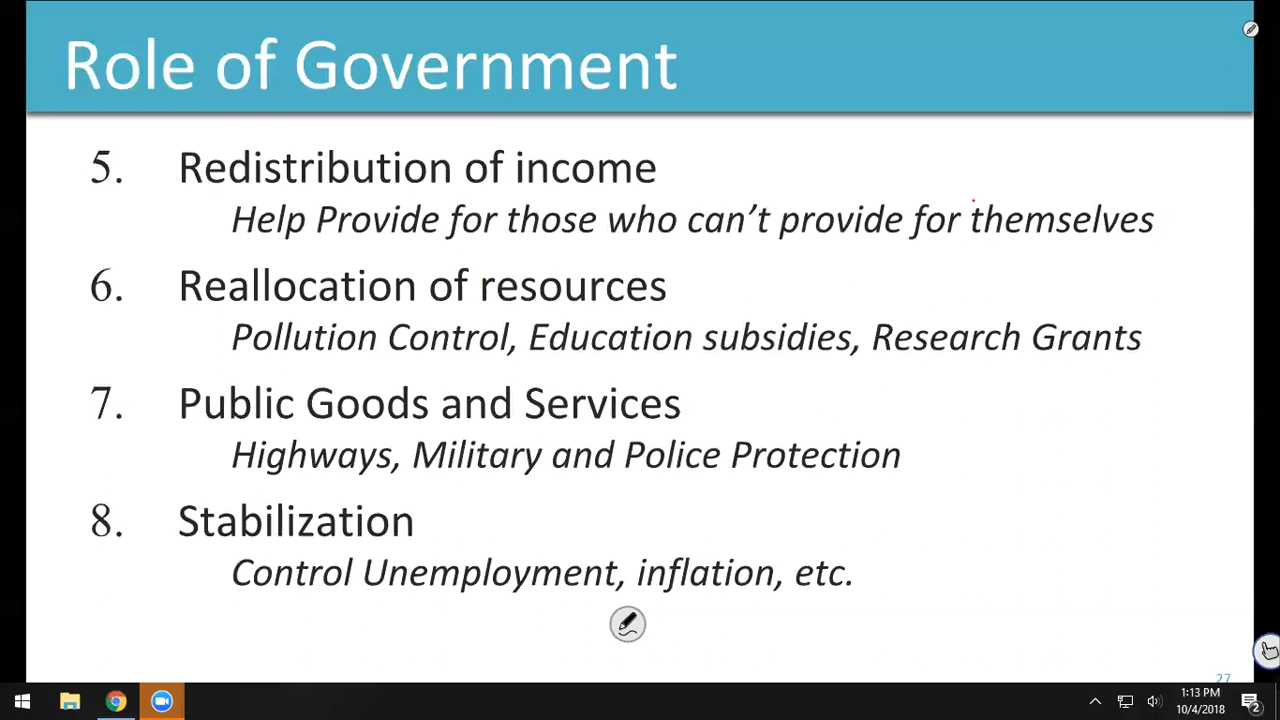 Role of Government
5. Redistribution of income
Help Provide for those who can't provide for themselves
6. Reallocation of resources
Pollution Control, Education subsidies, Research Grants
7. Public Goods and Services
Highways, Military and Police Protection
8. Stabilization
Control Unemployment, inflation, etc.
27
1:13 PM
10/4/2018
2